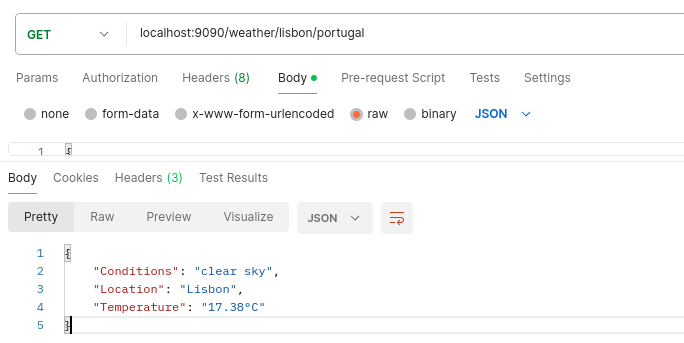 GET localhost:9090/weather/lisbon/portugal
Params Authorization Headers (8) Body Pre-request Script Tests Settings
none form-data x-www-form-urlencoded raw binary JSON
1 {
Body Cookies Headers (3) Test Results
Pretty Raw Preview Visualize JSON
1 {
2 "Conditions": "clear sky",
3 "Location": "Lisbon",
4 "Temperature": "17.38°C"
5 }